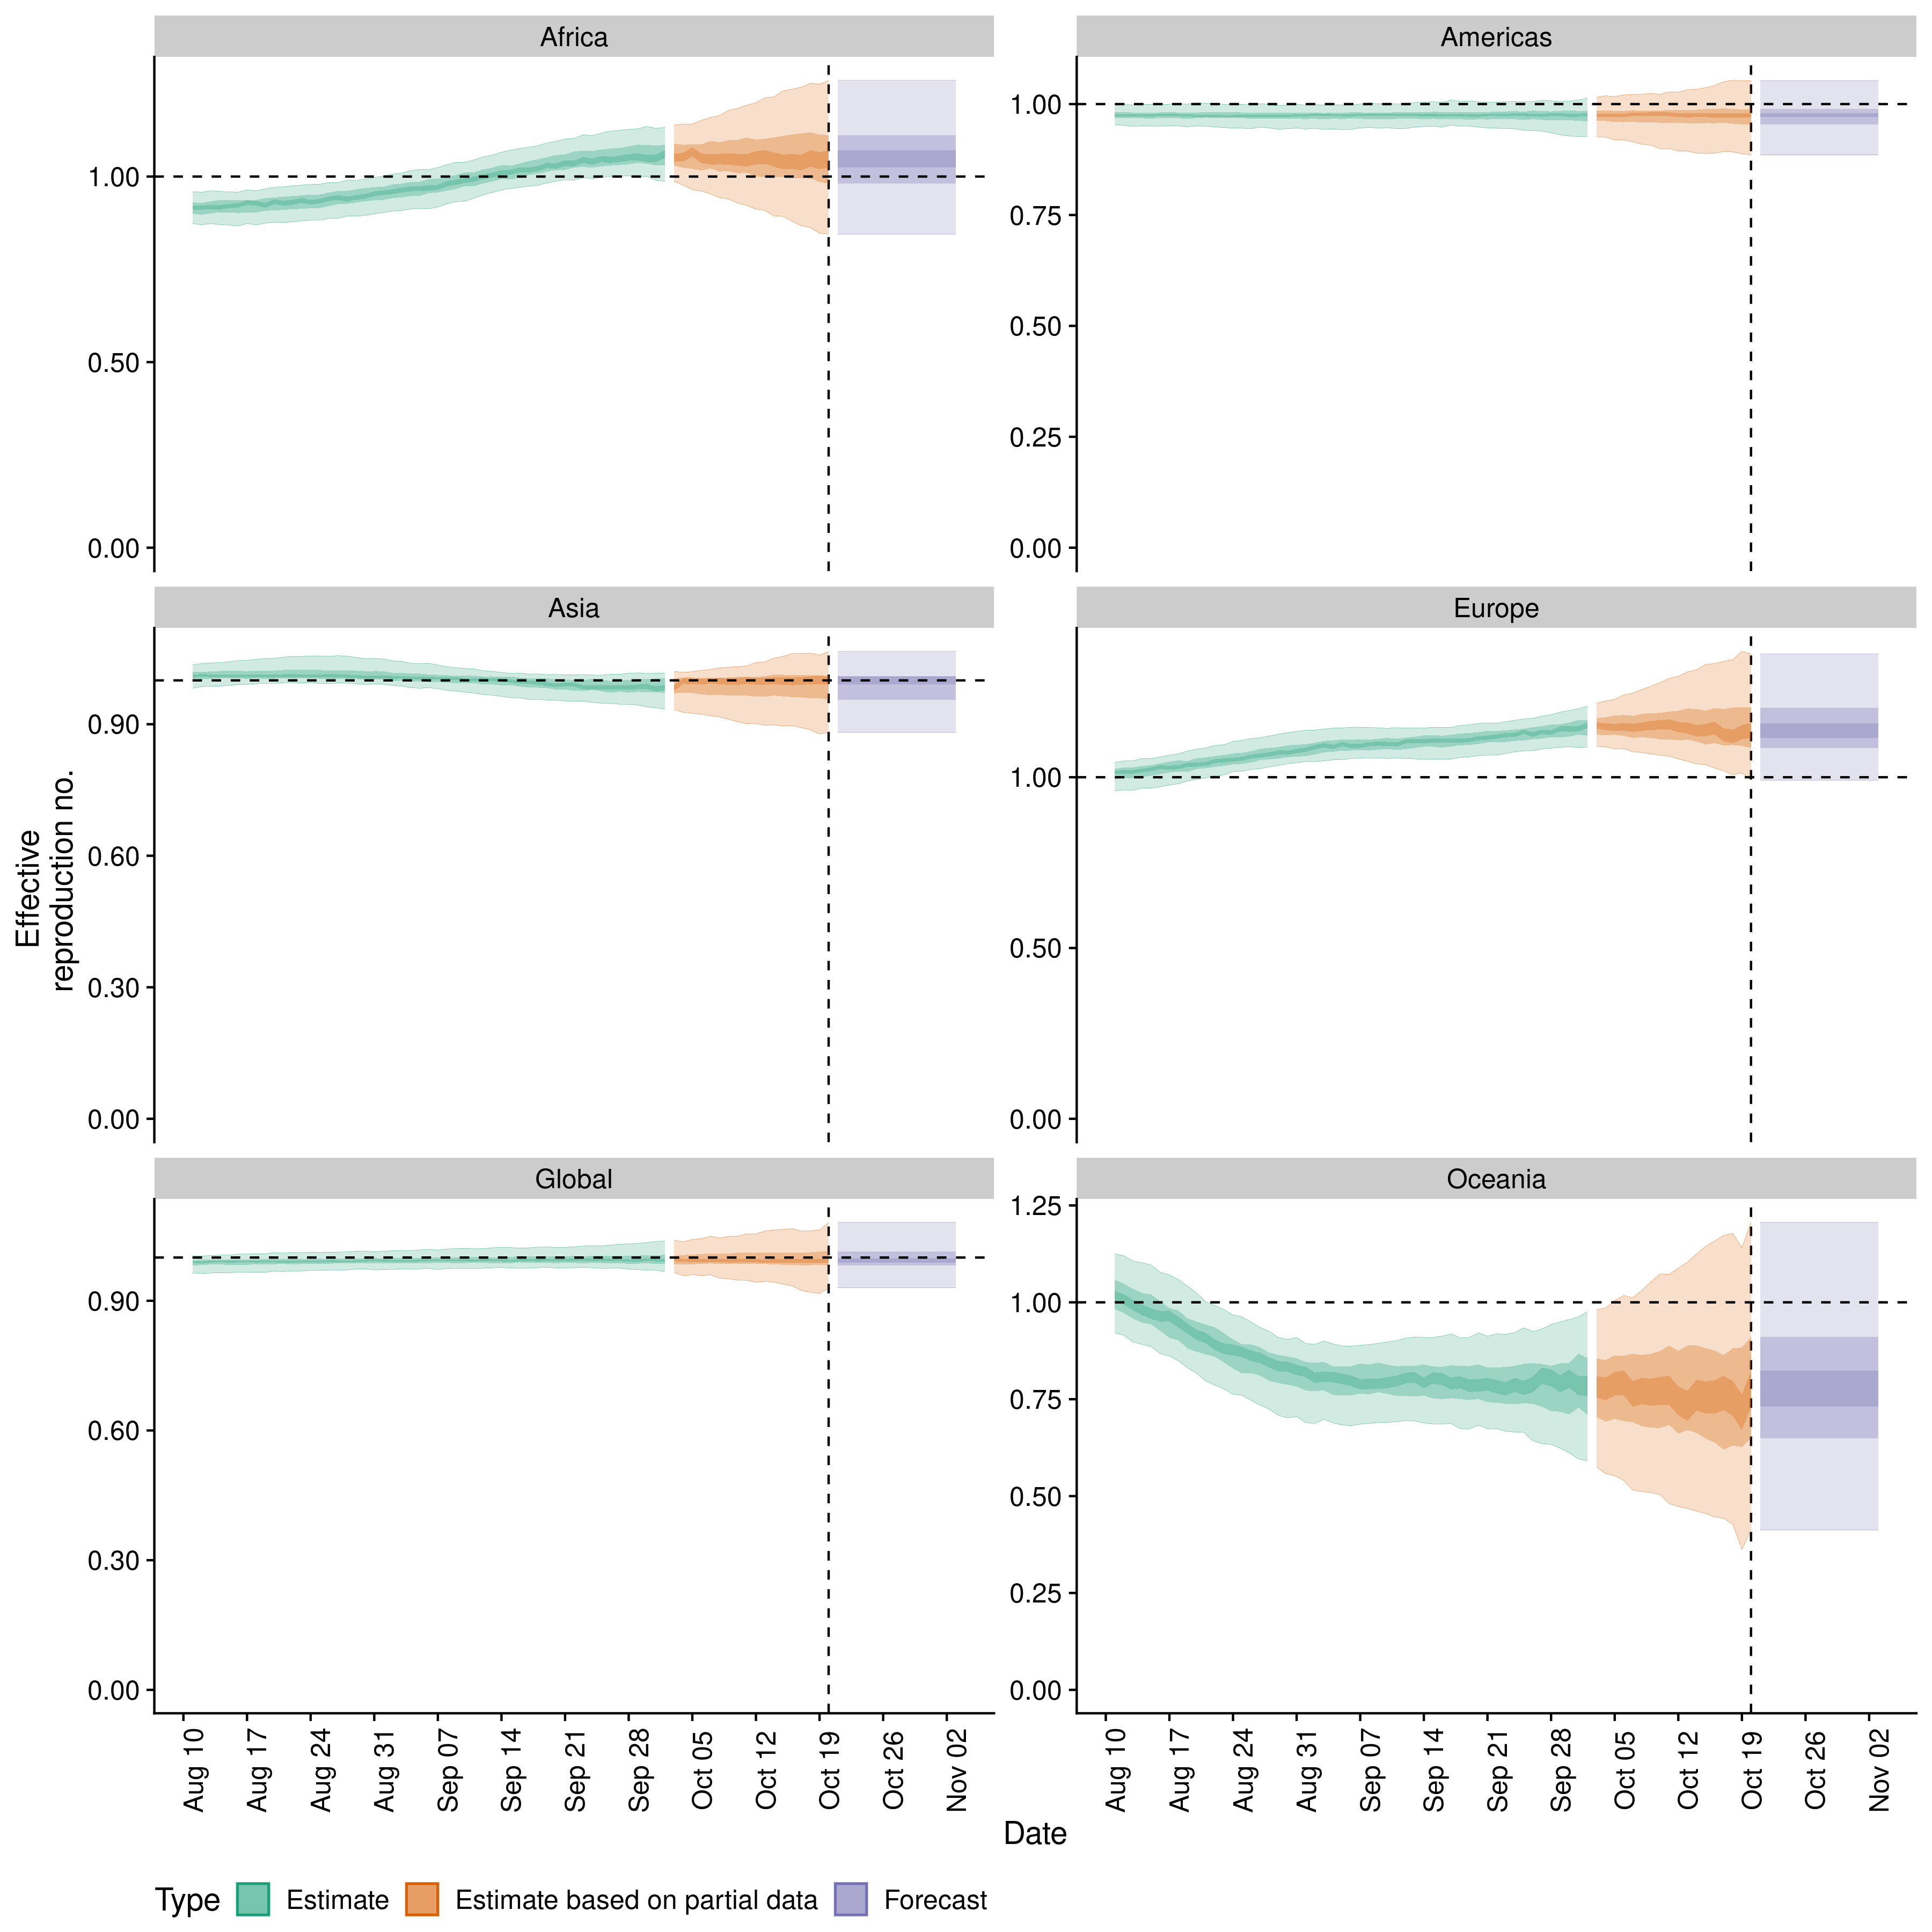 Africa
Americas
1.00
0.50
0.00
1.00
0.75
0.50
0.25
0.00
Asia
Europe
0.90
0.60
0.30
0.00
1.00
0.50
0.00
Effective
reproduction no.
Global
Oceania
0.90
0.60
0.30
0.00
1.25
1.00
0.75
0.50
0.25
0.00
Aug 10
Aug 17
Aug 24
Aug 31
Sep 07
Sep 14
Sep 21
Sep 28
Oct 05
Oct 12
Oct 19
Oct 26
Nov 02
Aug 10
Aug 17
Aug 24
Aug 31
Sep 07
Sep 14
Sep 21
Sep 28
Oct 05
Oct 12
Oct 19
Oct 26
Nov 02
Date
Type Estimate Estimate based on partial data Forecast